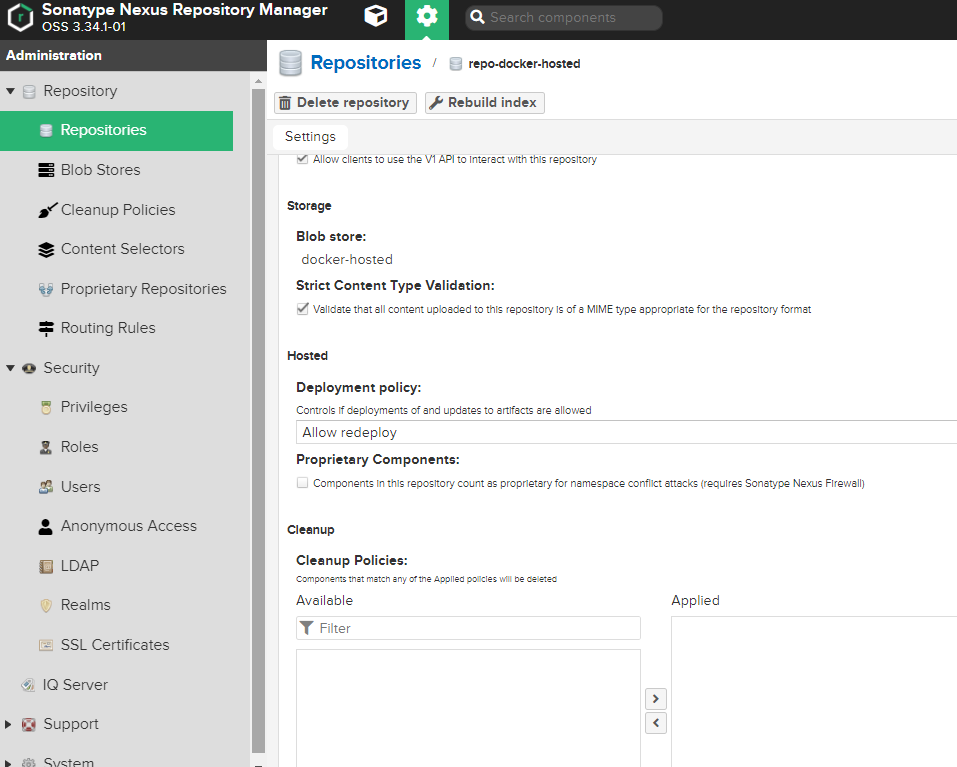 Sonatype Nexus Repository Manager
OSS 3.34.1-01
Search components
Administration
Repository
Repositories
Blob Stores
Cleanup Policies
Content Selectors
Proprietary Repositories
Routing Rules
Security
Privileges
Roles
Users
Anonymous Access
LDAP
Realms
SSL Certificates
IQ Server
Support
System
Repositories / repo-docker-hosted
Delete repository Rebuild index
Settings
Allow clients to use the V1 API to interact with this repository
Storage
Blob store:
docker-hosted
Strict Content Type Validation:
Validate that all content uploaded to this repository is of a MIME type appropriate for the repository format
Hosted
Deployment policy:
Controls if deployments of and updates to artifacts are allowed
Allow redeploy
Proprietary Components:
Components in this repository count as proprietary for namespace conflict attacks (requires Sonatype Nexus Firewall)
Cleanup
Cleanup Policies:
Components that match any of the Applied policies will be deleted
Available Applied
Filter